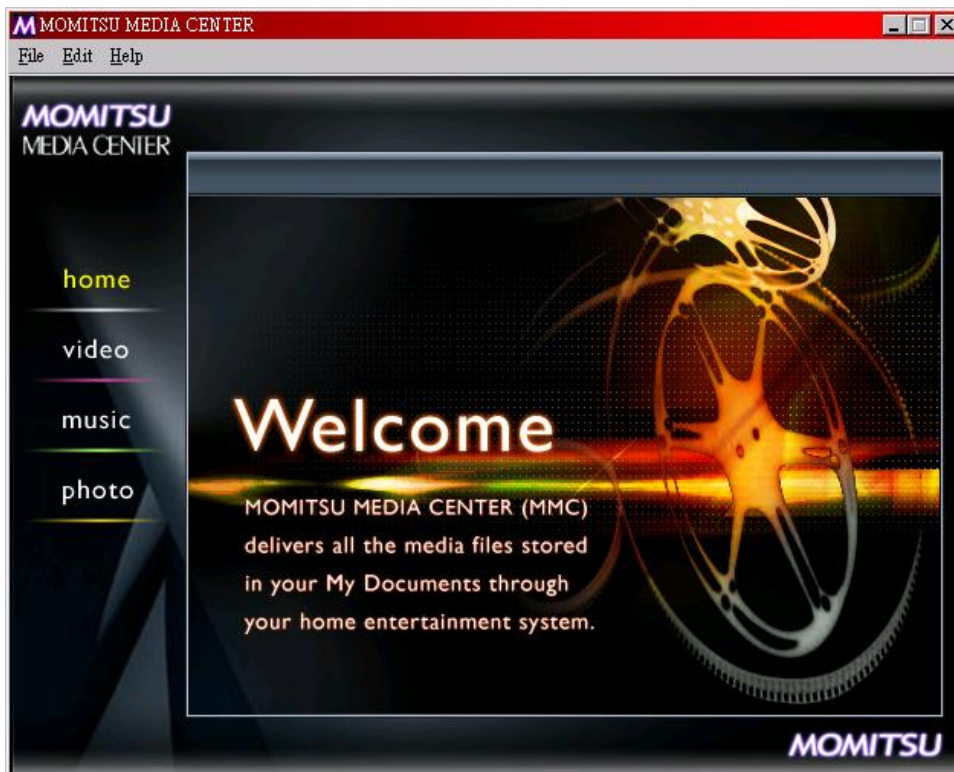 M MOMITSU MEDIA CENTER
File Edit Help
MOMITSU
MEDIA CENTER
home
video
music
photo
Welcome
MOMITSU MEDIA CENTER (MMC)
delivers all the media files stored
in your My Documents through
your home entertainment system.
MOMITSU